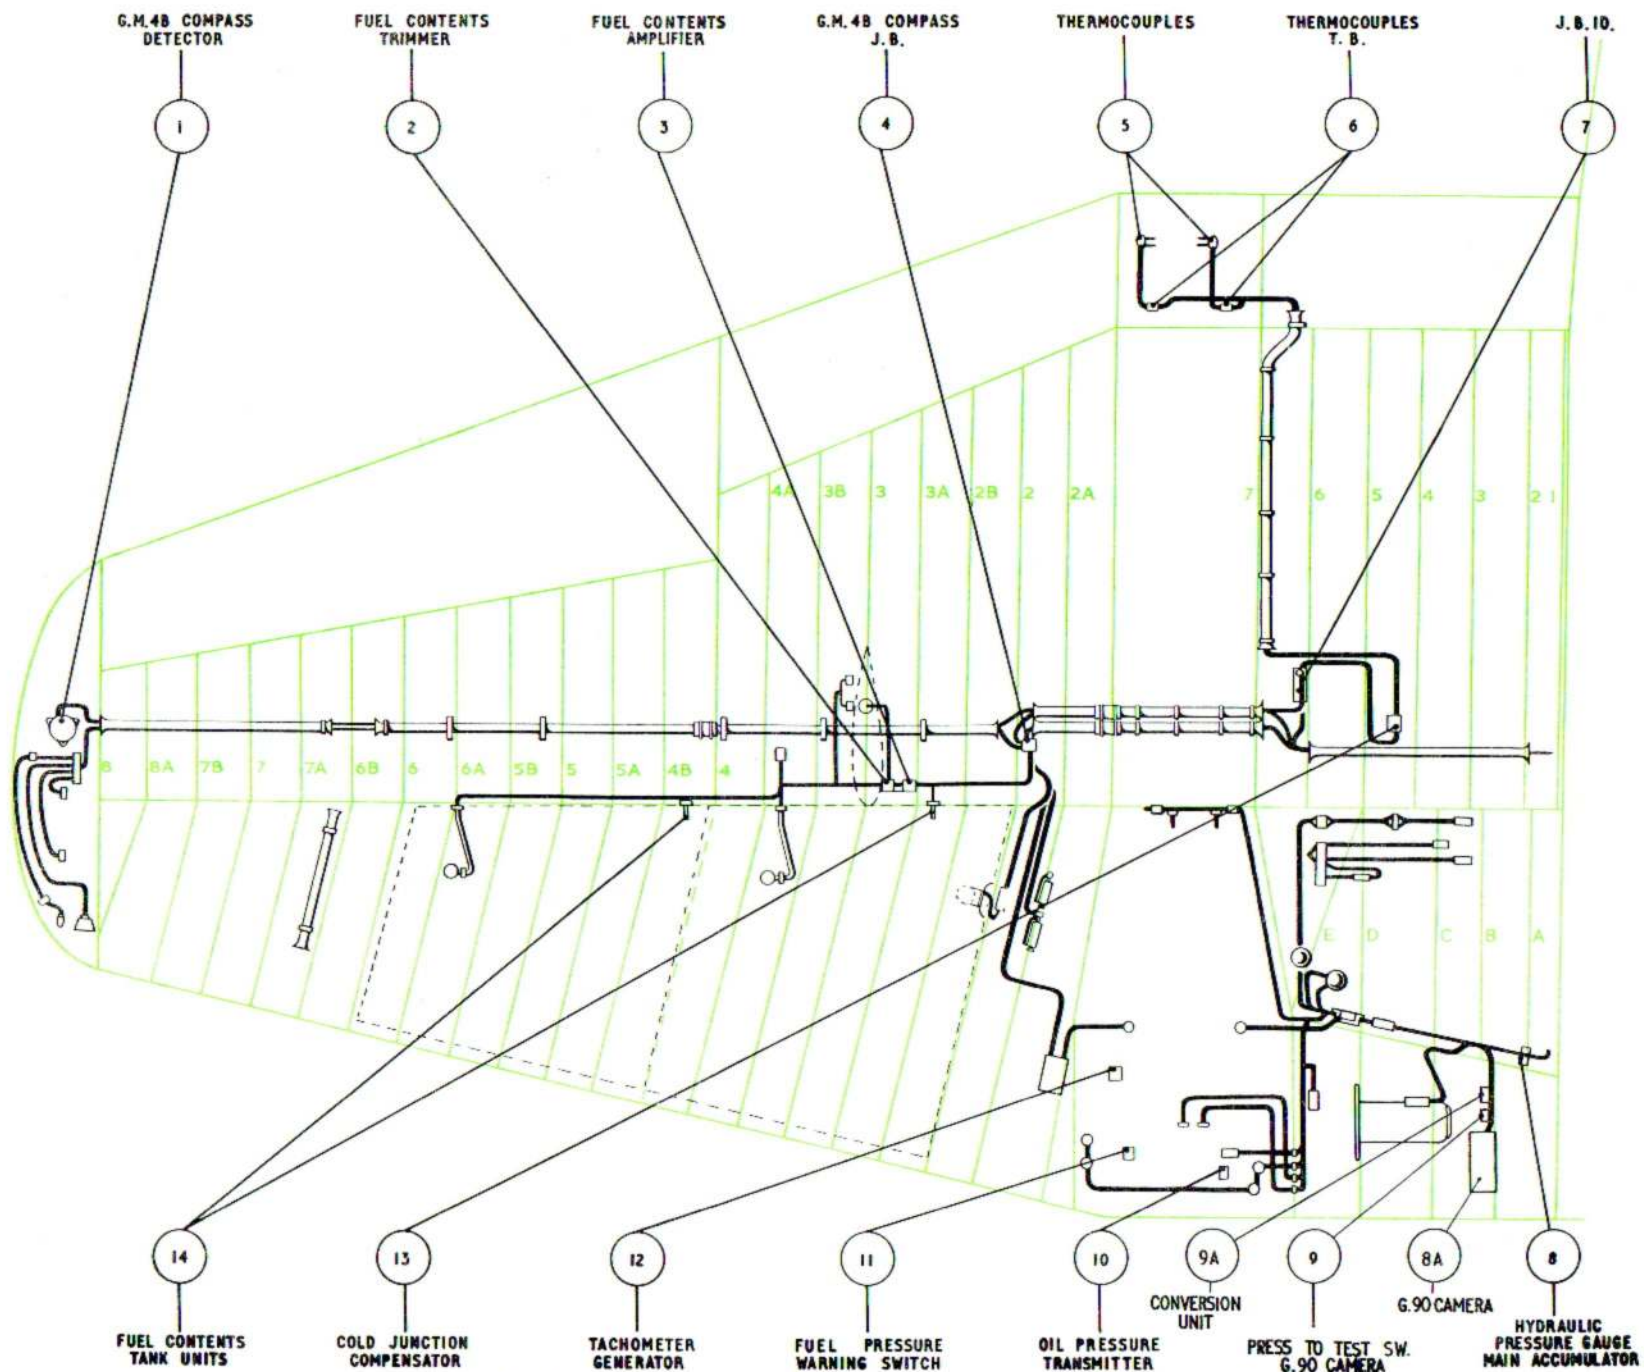 G.M.4B COMPASS
DETECTOR
FUEL CONTENTS
TRIMMER
FUEL CONTENTS
AMPLIFIER
G.M.4B COMPASS
J.B.
THERMOCOUPLES
THERMOCOUPLES
T.B.
J.B.10.
1
2
3
4
5
6
7
4A 3B 3 3A 2B 2 2A 7 6 5 4 3 2 1
8 8A 7B 7 7A 6B 6 6A 5B 5 5A 4B 4
E D C B A
14
13
12
11
10
9A
9
8A
8
FUEL CONTENTS
TANK UNITS
COLD JUNCTION
COMPENSATOR
TACHOMETER
GENERATOR
FUEL PRESSURE
WARNING SWITCH
OIL PRESSURE
TRANSMITTER
CONVERSION
UNIT
PRESS TO TEST SW.
G.90 CAMERA
G.90 CAMERA
HYDRAULIC
PRESSURE GAUGE
MAIN ACCUMULATOR